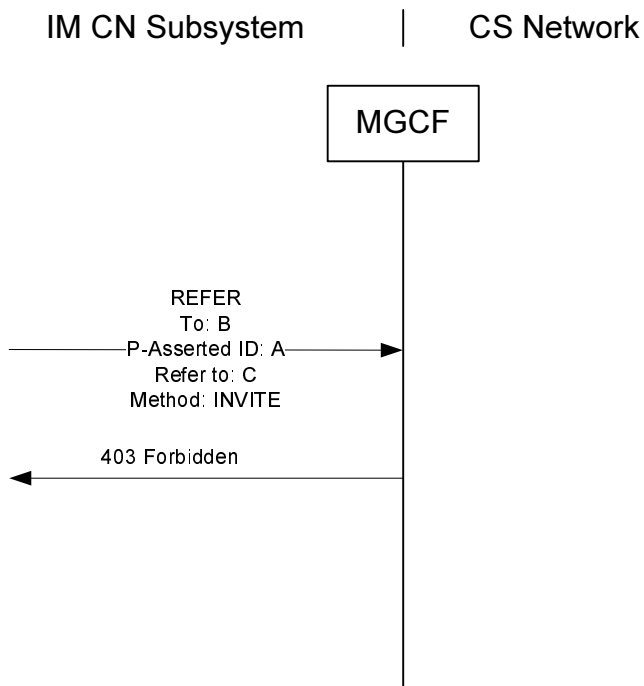 IM CN Subsystem | CS Network
MGCF
REFER
To: B
P-Asserted ID: A
Refer to: C
Method: INVITE
403 Forbidden